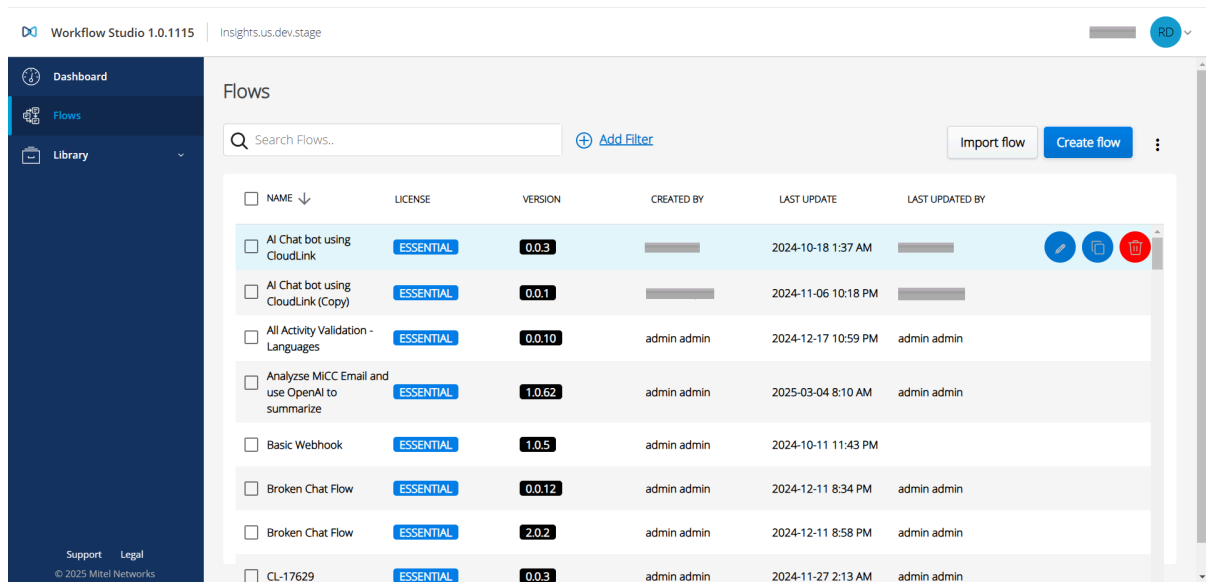 Workflow Studio 1.0.1115
Insights.us.dev.stage
RD
Dashboard
Flows
Library
Flows
Search Flows..
Add Filter
Import flow
Create flow
NAME LICENSE VERSION CREATED BY LAST UPDATE LAST UPDATED BY
AI Chat bot using
CloudLink
ESSENTIAL 0.0.3 2024-10-18 1:37 AM
AI Chat bot using
CloudLink (Copy)
ESSENTIAL 0.0.1 2024-11-06 10:18 PM
All Activity Validation -
Languages
ESSENTIAL 0.0.10 admin admin 2024-12-17 10:59 PM admin admin
Analyzse MiCC Email and
use OpenAI to
summarize
ESSENTIAL 1.0.62 admin admin 2025-03-04 8:10 AM admin admin
Basic Webhook ESSENTIAL 1.0.5 admin admin 2024-10-11 11:43 PM
Broken Chat Flow ESSENTIAL 0.0.12 admin admin 2024-12-11 8:34 PM admin admin
Broken Chat Flow ESSENTIAL 2.0.2 admin admin 2024-12-11 8:58 PM admin admin
CL-17629 ESSENTIAL 0.0.3 admin admin 2024-11-27 2:13 AM admin admin
Support Legal
© 2025 Mitel Networks